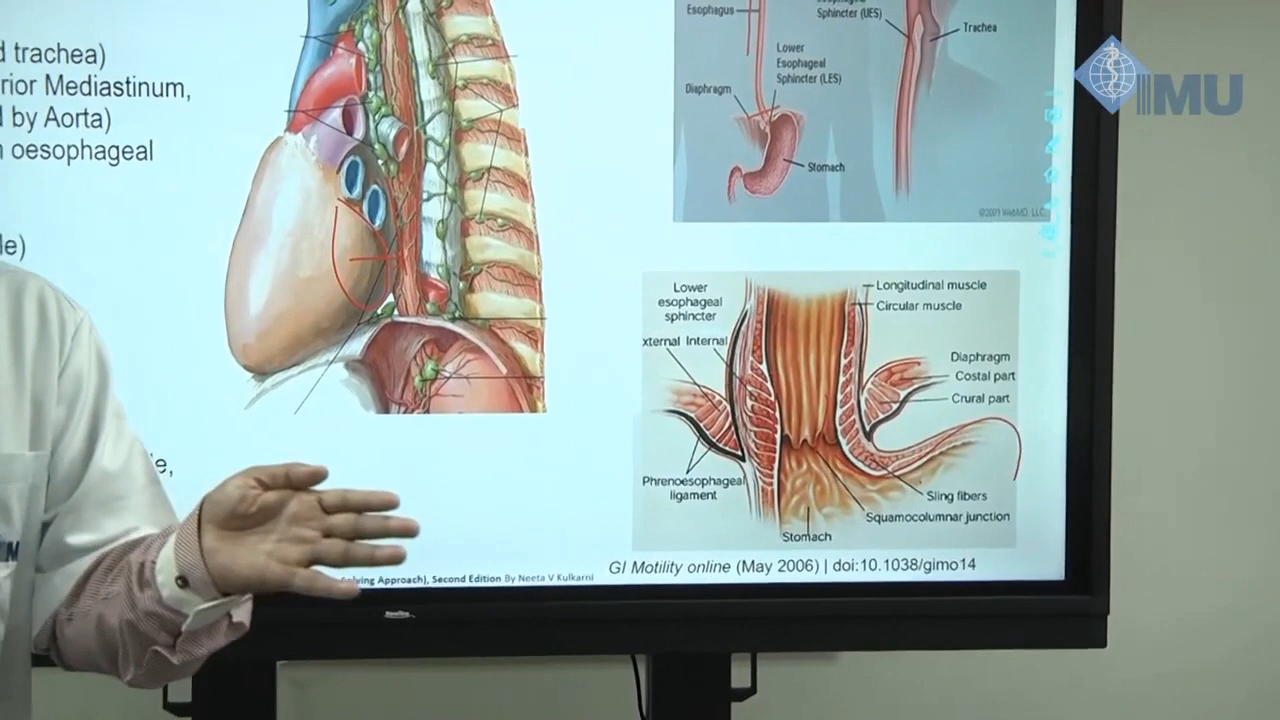 d trachea)
rior Mediastinum,
d by Aorta)
n oesophageal
le)
e,
M
Esophagus
Sphincter (UES)
Trachea
Lower
Esophageal
Sphincter (LES)
Diaphragm
Stomach
©2009 WebMD, LLC.
IMU
Lower
esophageal
sphincter
xternal Internal
Longitudinal muscle
Circular muscle
Diaphragm
Costal part
Crural part
Phrenoesophageal
ligament
Sling fibers
Squamocolumnar junction
Stomach
GI Motility online (May 2006) | doi:10.1038/gimo14
Solving Approach), Second Edition By Neeta V Kulkarni